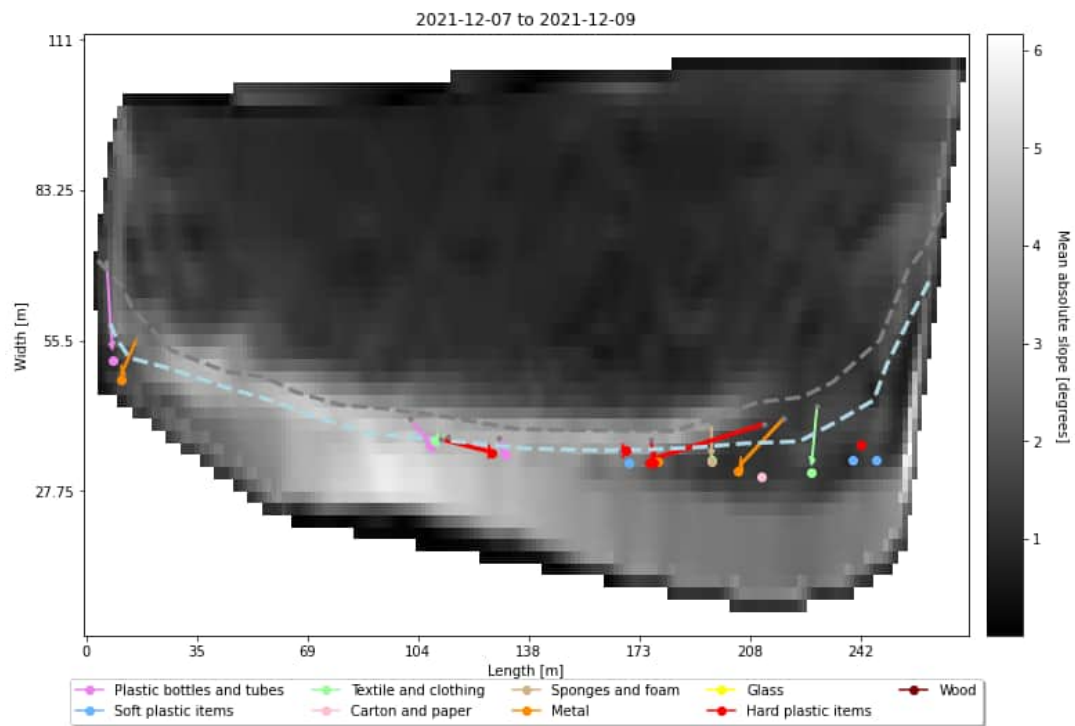 2021-12-07 to 2021-12-09
111
83.25
55.5
27.75
Width [m]
0 35 69 104 138 173 208 242
Length [m]
6
5
4
3
2
1
Mean absolute slope [degrees]
Plastic bottles and tubes Textile and clothing Sponges and foam Glass Wood
Soft plastic items Carton and paper Metal Hard plastic items